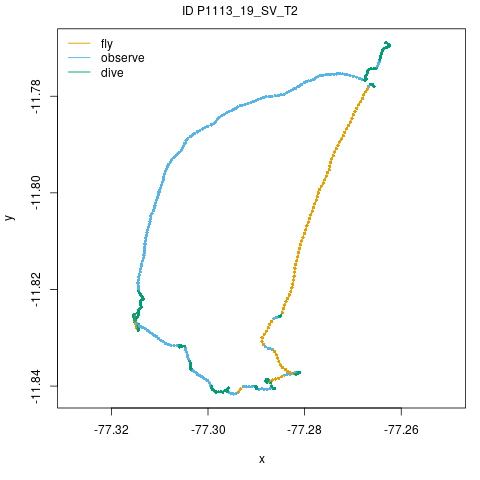 ID P1113_19_SV_T2
fly
observe
dive
-11.78
-11.80
-11.82
-11.84
y
-77.32
-77.30
-77.28
-77.26
x